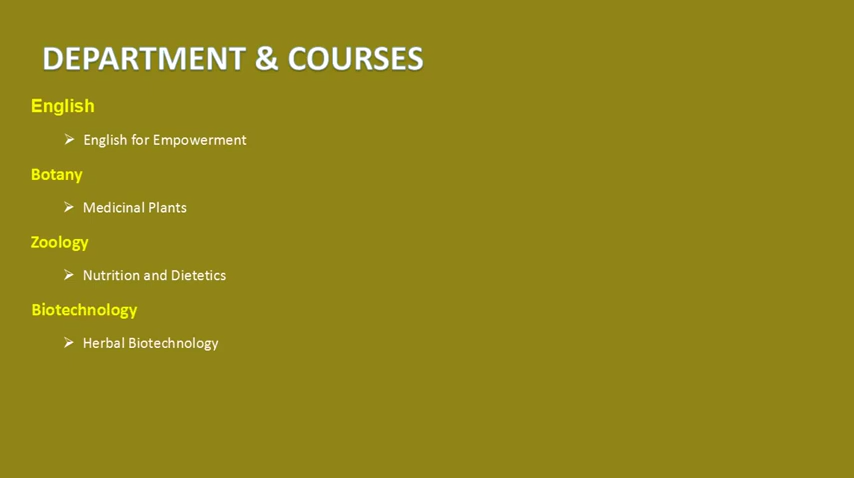 DEPARTMENT & COURSES
English
➢ English for Empowerment
Botany
➢ Medicinal Plants
Zoology
➢ Nutrition and Dietetics
Biotechnology
➢ Herbal Biotechnology